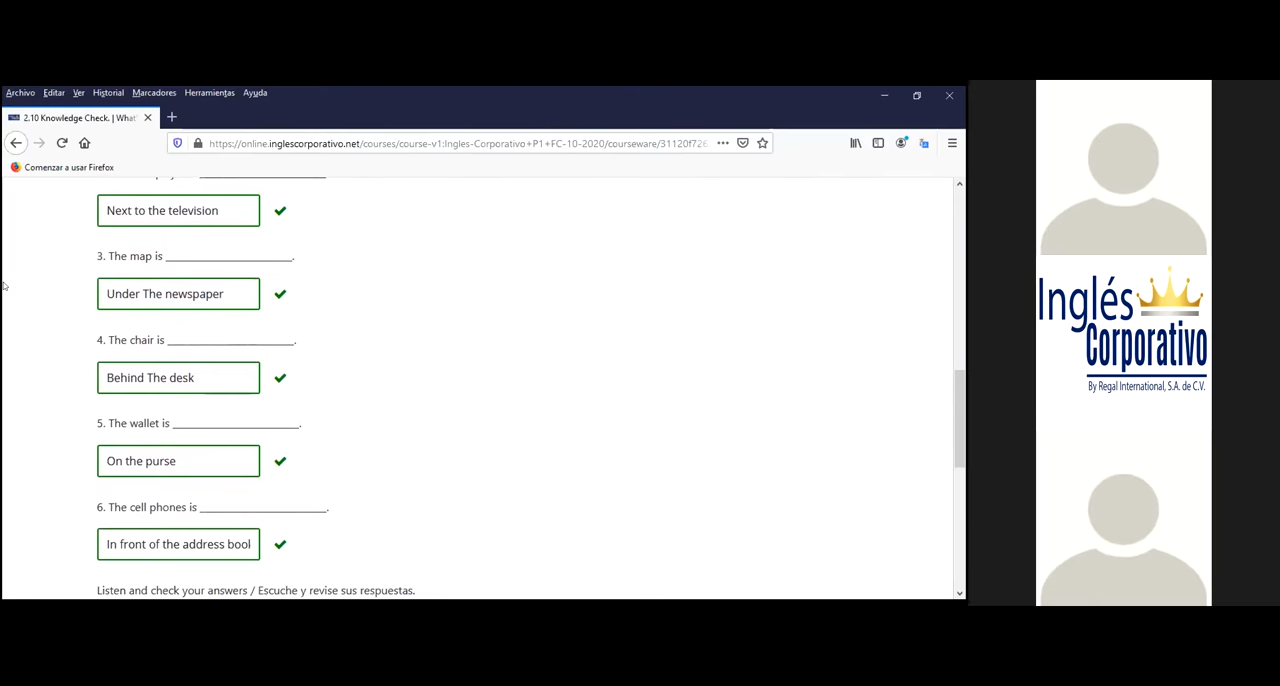 Archivo Editar Ver Historial Marcadores Herramientas Ayuda
2.10 Knowledge Check. | What'
https://online.inglescorporativo.net/courses/course-v1:Ingles-Corporativo+P1+FC-10-2020/courseware/31120f726
Comenzar a usar Firefox
Next to the television
3. The map is ____________________.
Under The newspaper
4. The chair is ____________________.
Behind The desk
5. The wallet is ____________________.
On the purse
6. The cell phones is ____________________.
In front of the address bool
Listen and check your answers / Escuche y revise sus respuestas.
Inglés
Corporativo
By Regal International, S.A. de C.V.